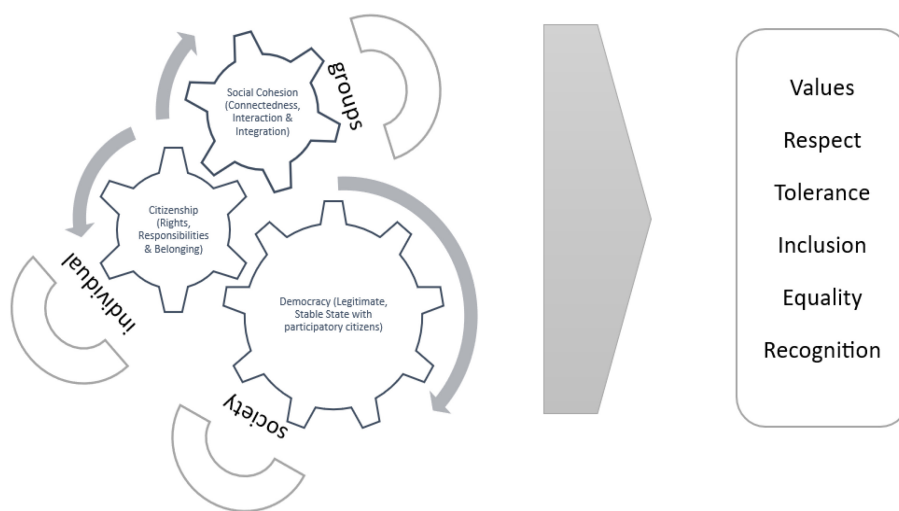 Social Cohesion
(Connectedness,
Interaction &
Integration)
groups
Citizenship
(Rights,
Responsibilities
& Belonging)
individual
Democracy (Legitimate,
Stable State with
participatory citizens)
society
Values
Respect
Tolerance
Inclusion
Equality
Recognition